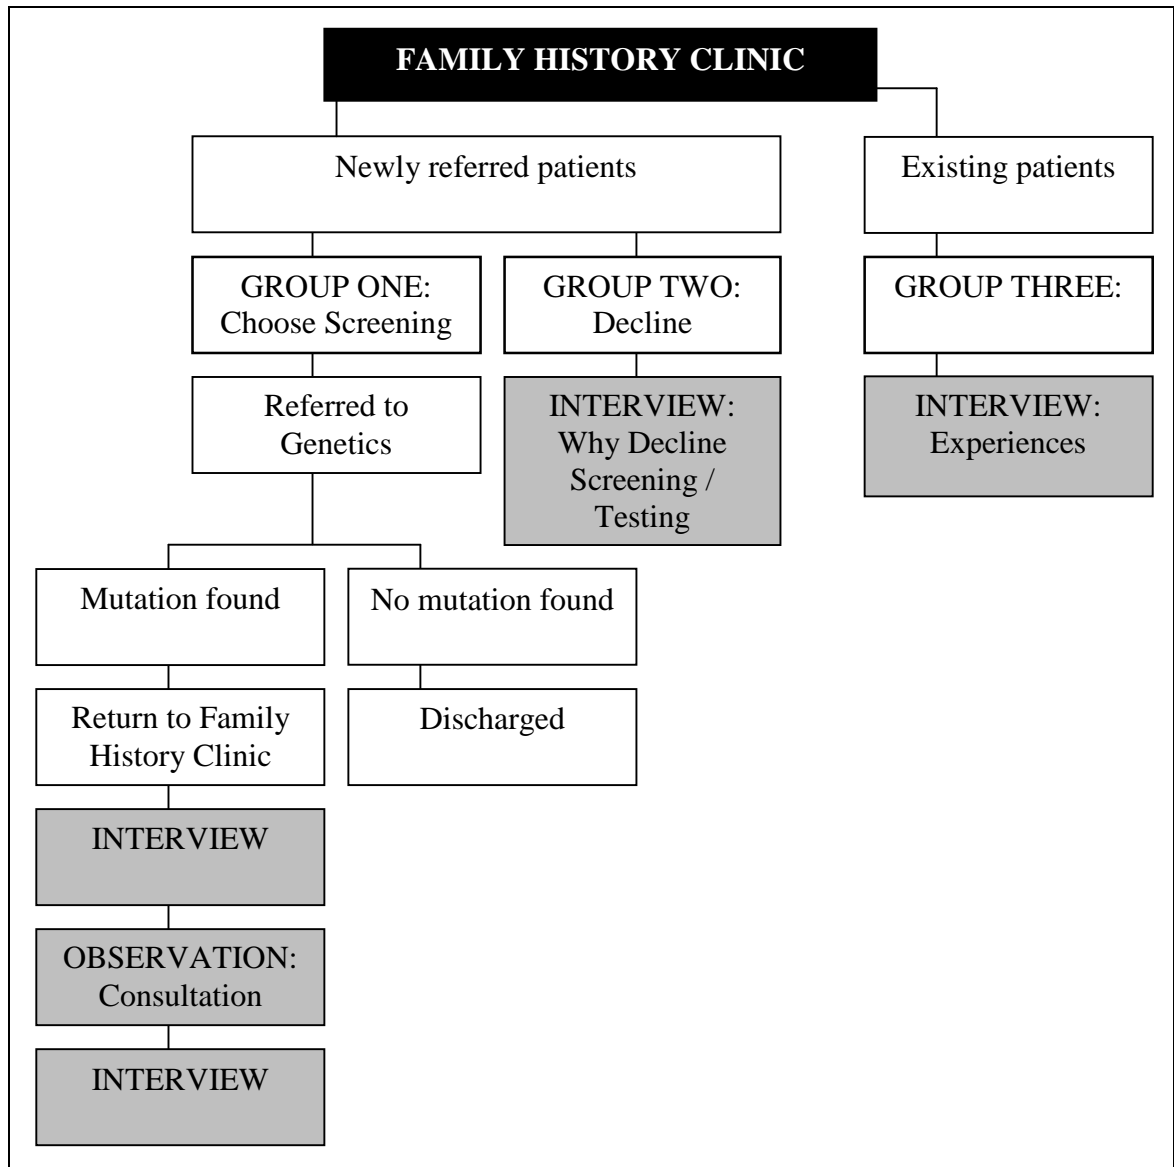 FAMILY HISTORY CLINIC
Newly referred patients
Existing patients
GROUP ONE:
Choose Screening
GROUP TWO:
Decline
GROUP THREE:
Referred to
Genetics
INTERVIEW:
Why Decline
Screening /
Testing
INTERVIEW:
Experiences
Mutation found
No mutation found
Return to Family
History Clinic
Discharged
INTERVIEW
OBSERVATION:
Consultation
INTERVIEW